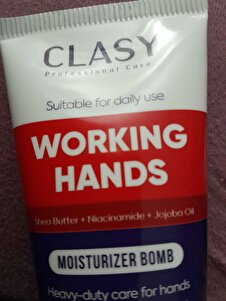 CLASY
Professional Care
Suitable for daily use
WORKING
HANDS
Shea Butter + Niacinamide + Jojoba Oil
MOISTURIZER BOMB
Heavy-duty care for hands